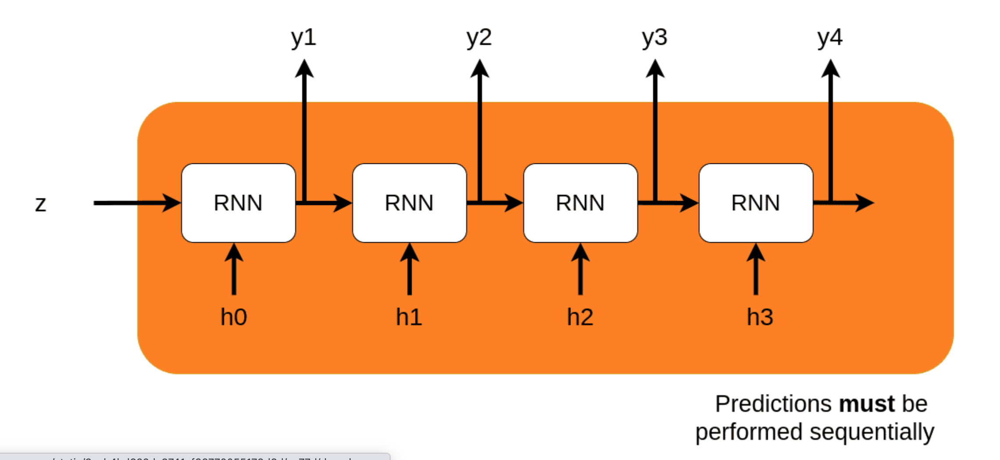 y1 y2 y3 y4
z RNN RNN RNN RNN
h0 h1 h2 h3
Predictions must be
performed sequentially